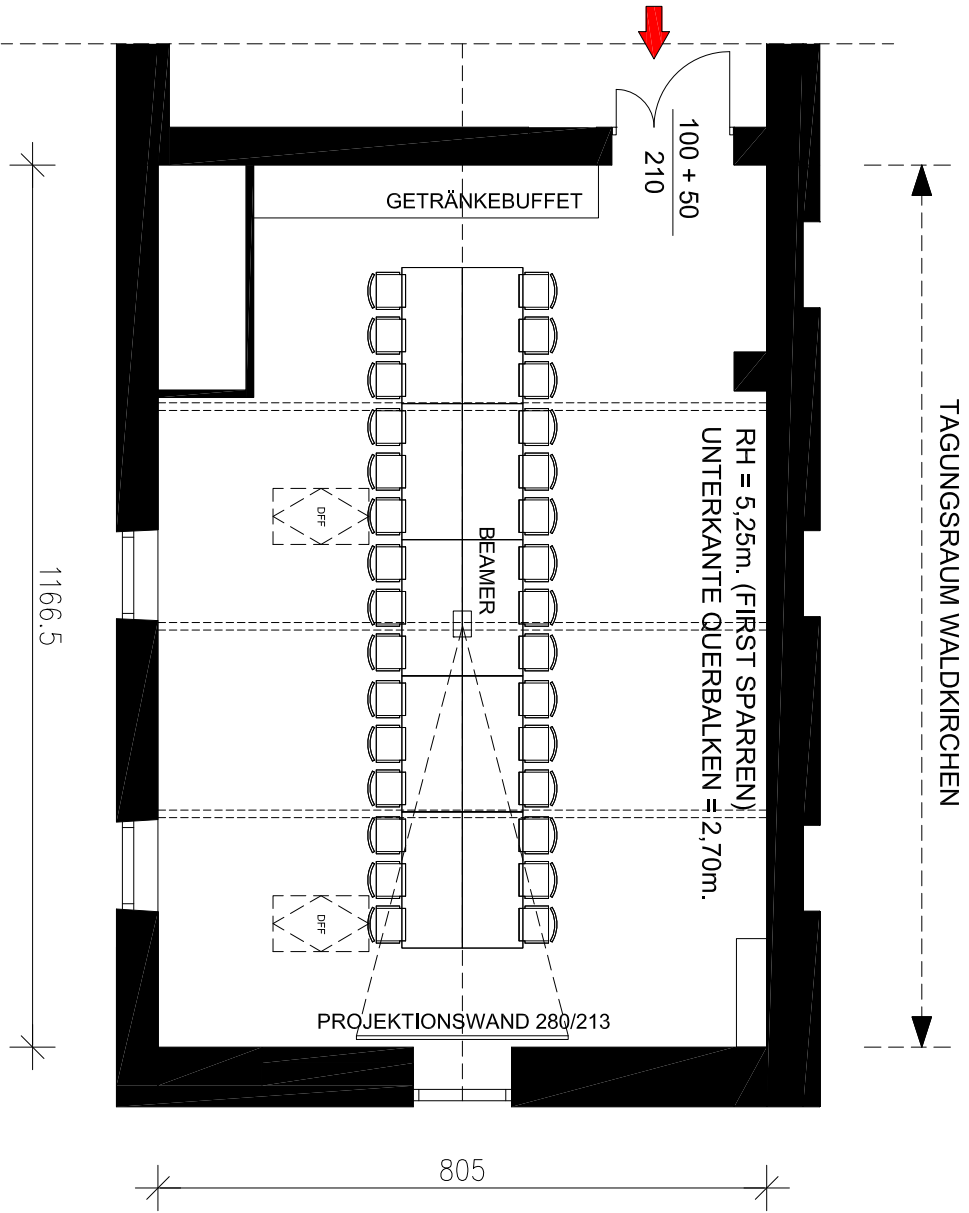 100 + 50
210
GETRÄNKEBUFFET
TAGUNGSRAUM WALDKIRCHEN
RH = 5,25m. (FIRST SPARREN)
UNTERKANTE QUERBALKEN = 2,70m.
DFF
BEAMER
1166.5
DFF
PROJEKTIONSWAND 280/213
805